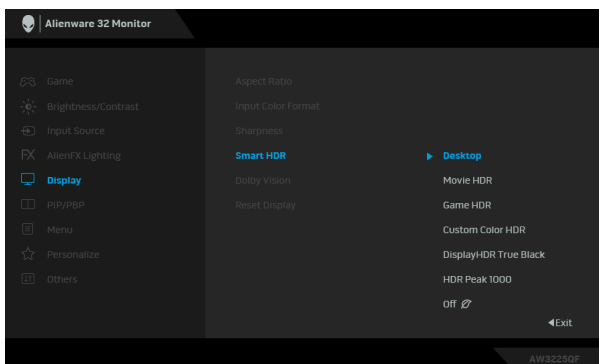 Alienware 32 Monitor
Game
Brightness/Contrast
Input Source
AlienFX Lighting
Display
PIP/PBP
Menu
Personalize
Others
Aspect Ratio
Input Color Format
Sharpness
Smart HDR
Dolby Vision
Reset Display
Desktop
Movie HDR
Game HDR
Custom Color HDR
DisplayHDR True Black
HDR Peak 1000
Off
Exit
AW3225QF